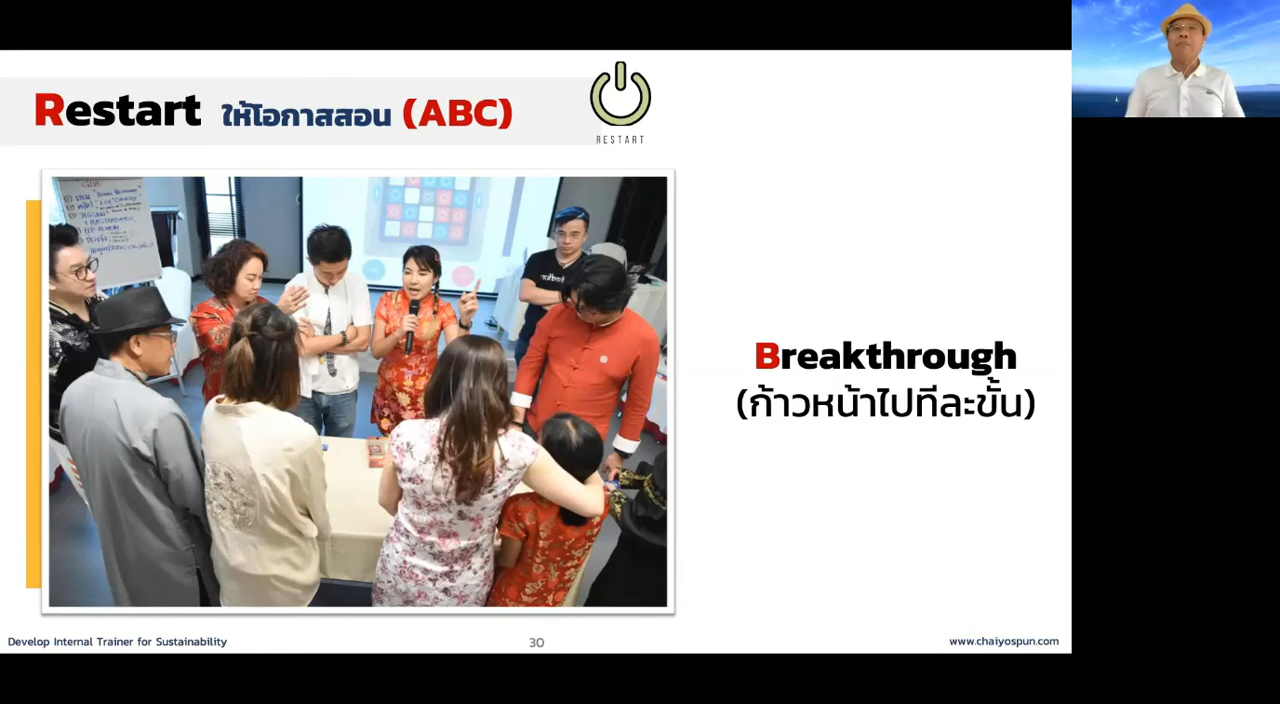 Restart ให้โอกาสสอน (ABC)
RESTART
Breakthrough
(ก้าวหน้าไปทีละขั้น)
Develop Internal Trainer for Sustainability
30
www.chaiyospun.com